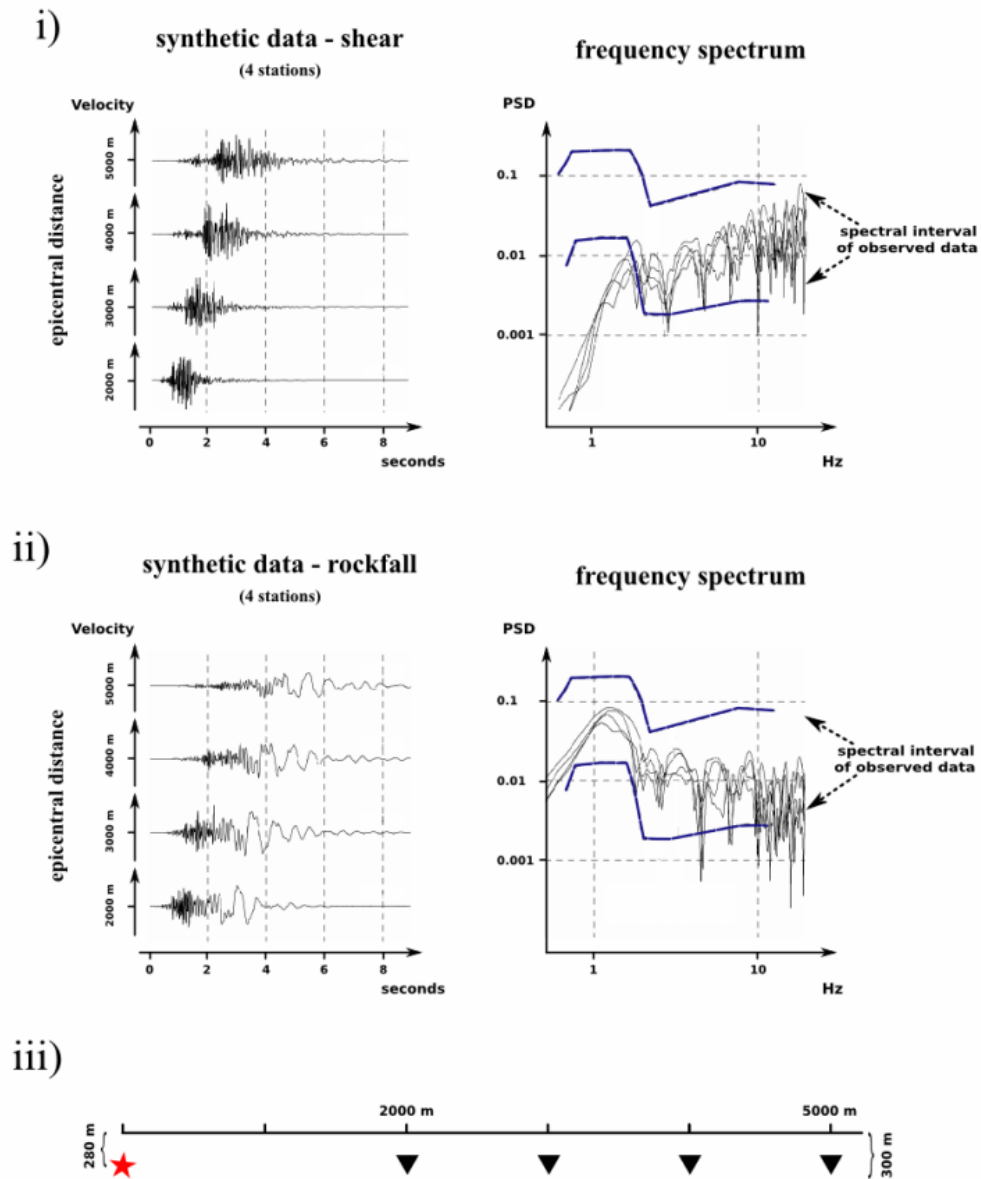 i)
synthetic data - shear
(4 stations)
frequency spectrum
Velocity
PSD
epicentral distance
5000 m
4000 m
3000 m
2000 m
0.1
0.01
0.001
spectral interval
of observed data
0 2 4 6 8
seconds
1 10
Hz
ii)
synthetic data - rockfall
(4 stations)
frequency spectrum
Velocity
PSD
epicentral distance
5000 m
4000 m
3000 m
2000 m
0.1
0.01
0.001
spectral interval
of observed data
0 2 4 6 8
seconds
1 10
Hz
iii)
2000 m 5000 m
280 m
300 m